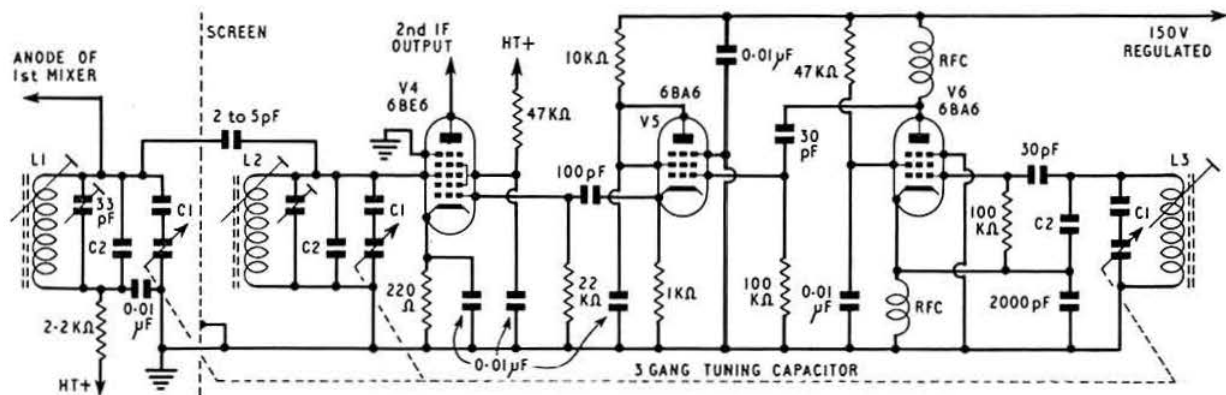 SCREEN
ANODE OF
1st MIXER
2nd IF
OUTPUT
HT+
V4
6BE6
47KΩ
10KΩ
6BA6
V5
0·01μF
47KΩ
RFC
V6
6BA6
150V
REGULATED
2 to 5pF
L1
33
pF
C2
C1
L2
C2
C1
100pF
30
pF
30pF
L3
100
KΩ
C2
C1
2·2KΩ
0·01
μF
HT+
220
Ω
22
KΩ
1KΩ
100
KΩ
0·01
μF
RFC
2000pF
0·01μF
3 GANG TUNING CAPACITOR